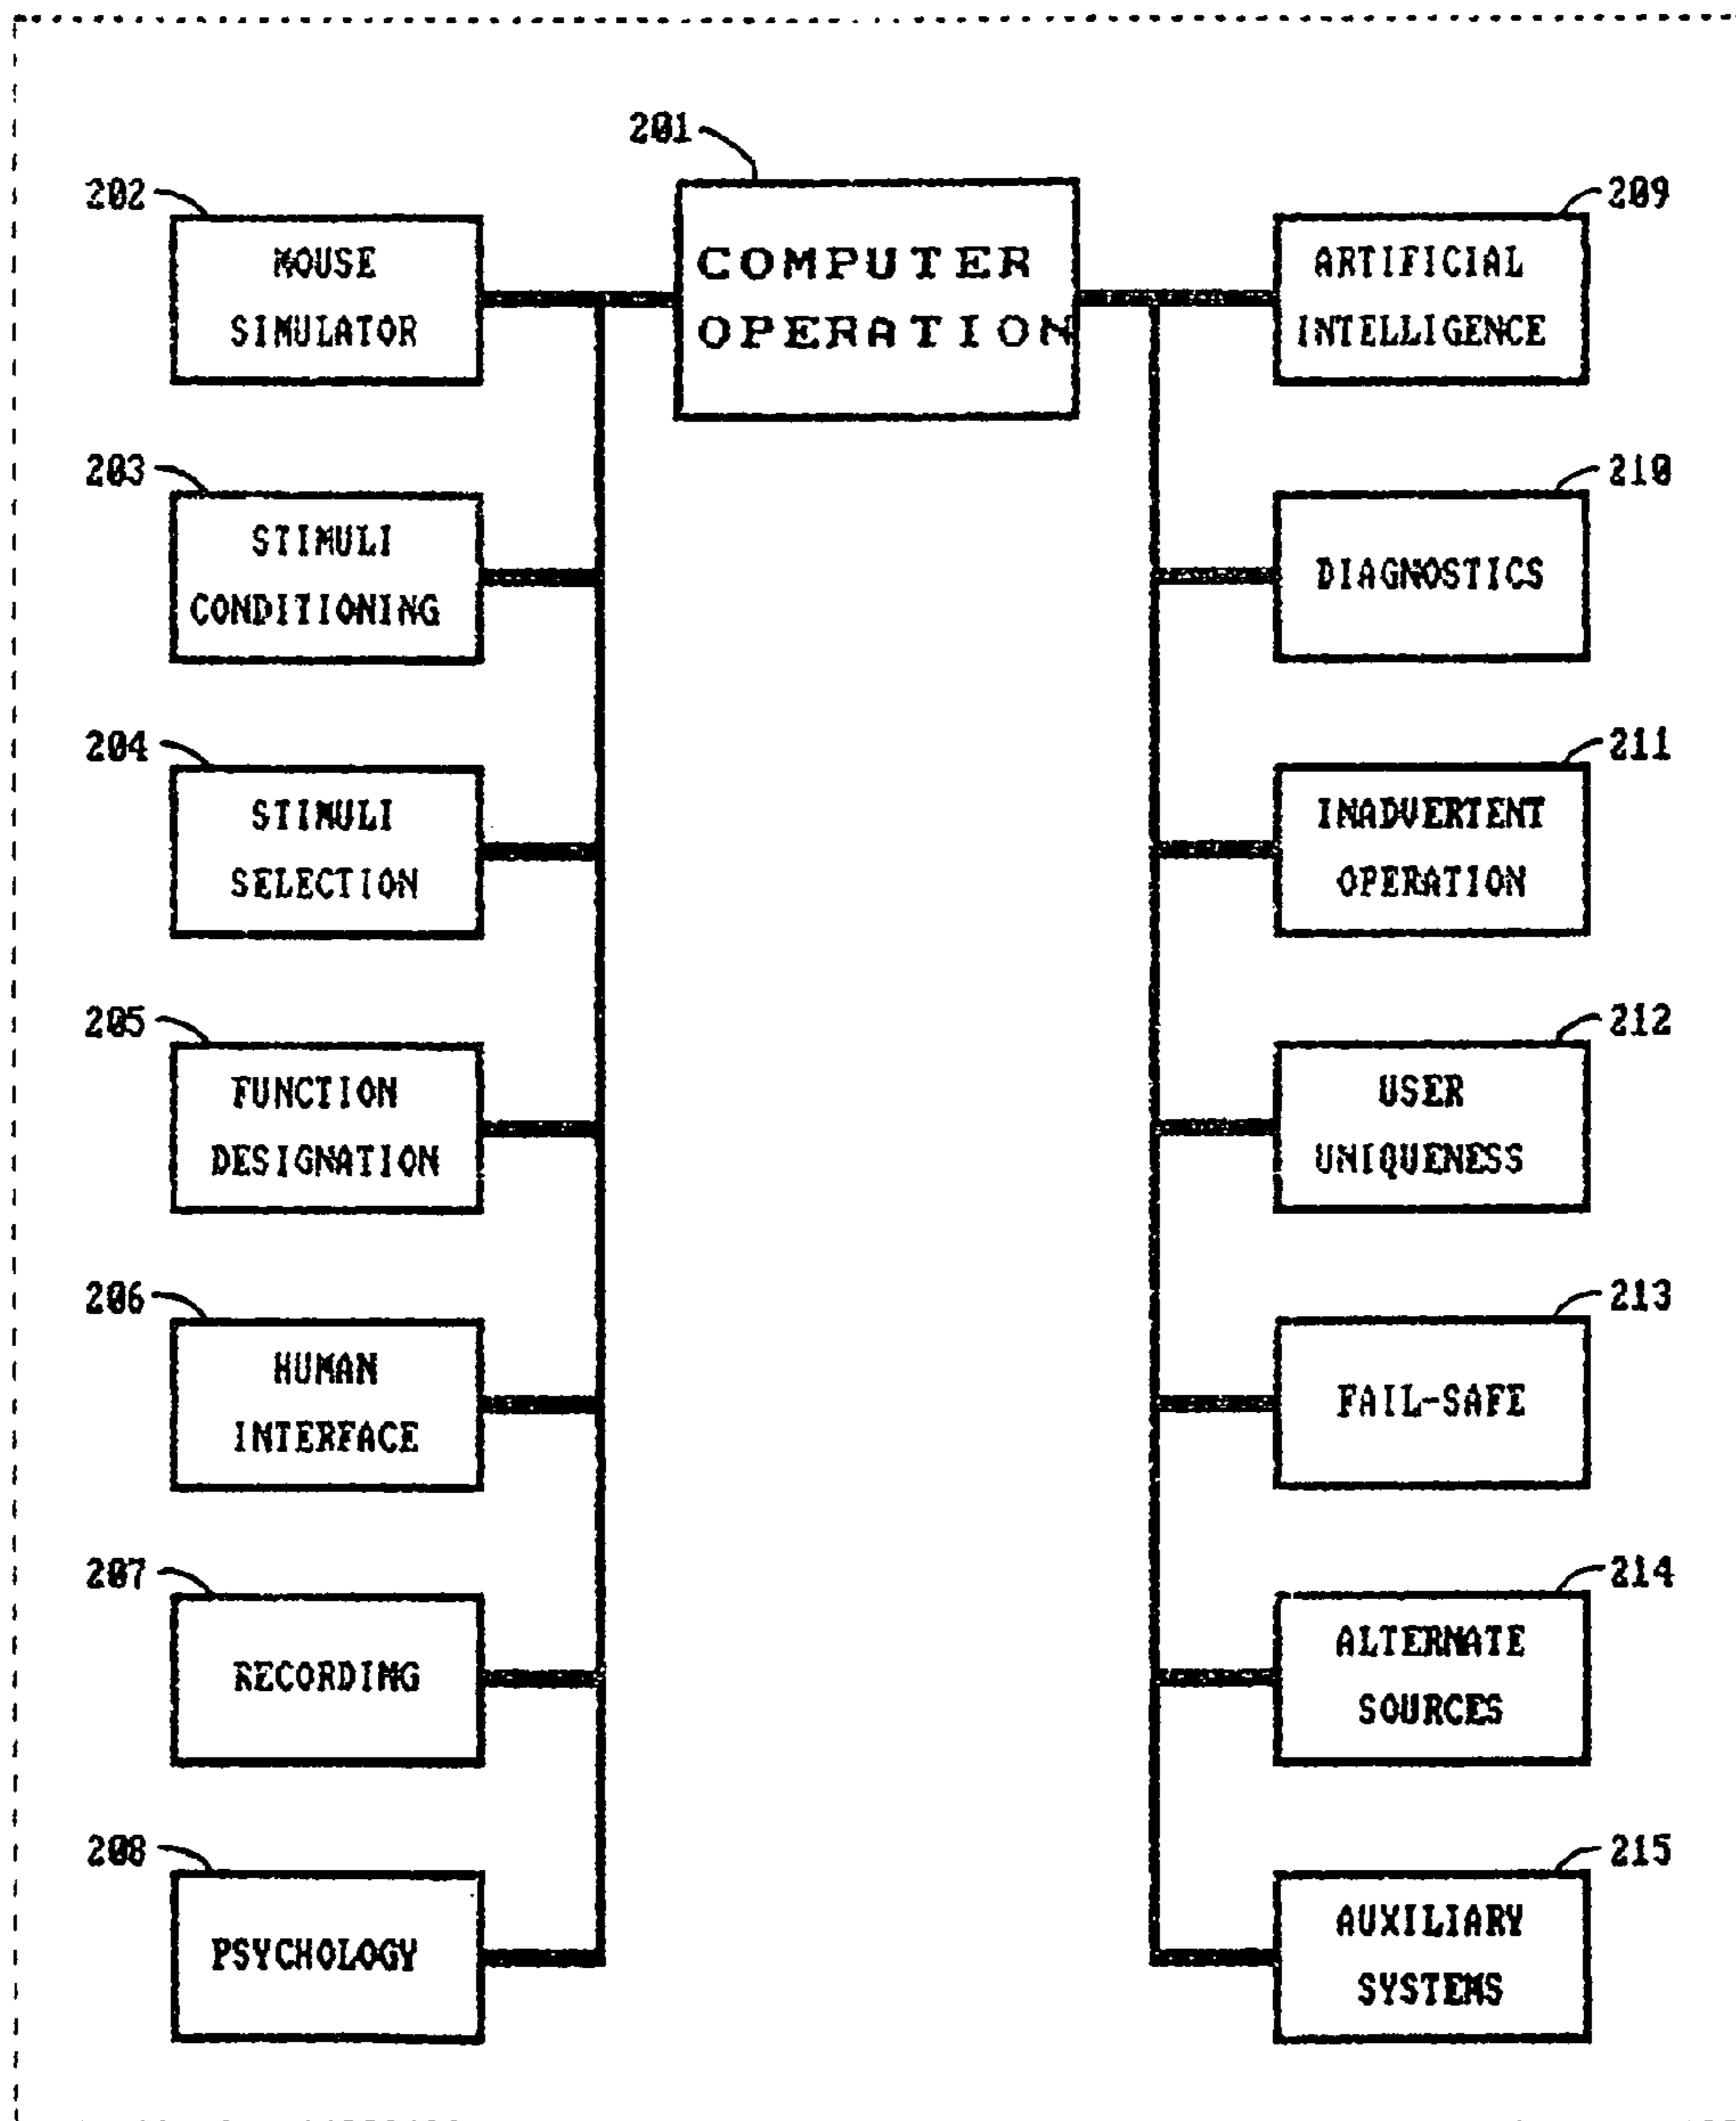 201
COMPUTER
OPERATION
202
MOUSE
SIMULATOR
203
STIMULI
CONDITIONING
204
STIMULI
SELECTION
205
FUNCTION
DESIGNATION
206
HUMAN
INTERFACE
207
RECORDING
208
PSYCHOLOGY
209
ARTIFICIAL
INTELLIGENCE
210
DIAGNOSTICS
211
INADVERTENT
OPERATION
212
USER
UNIQUENESS
213
FAIL-SAFE
214
ALTERNATE
SOURCES
215
AUXILIARY
SYSTEMS